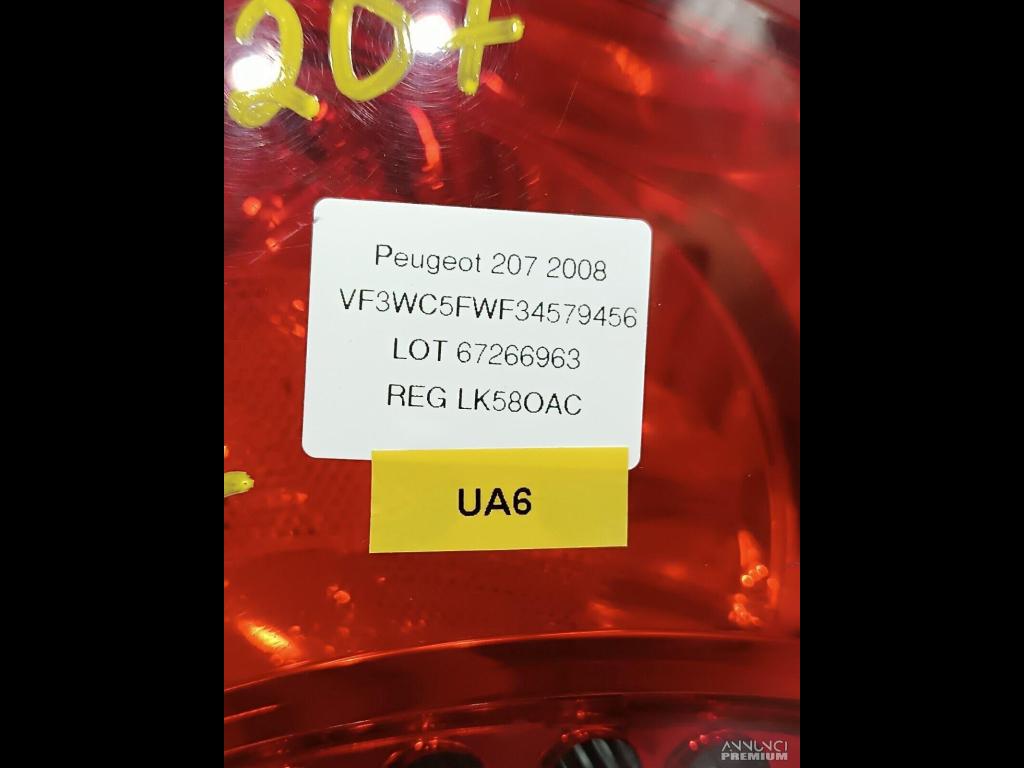 207
Peugeot 207 2008
VF3WC5FWF34579456
LOT 67266963
REG LK58OAC
UA6
ANNUNCI
PREMIUM